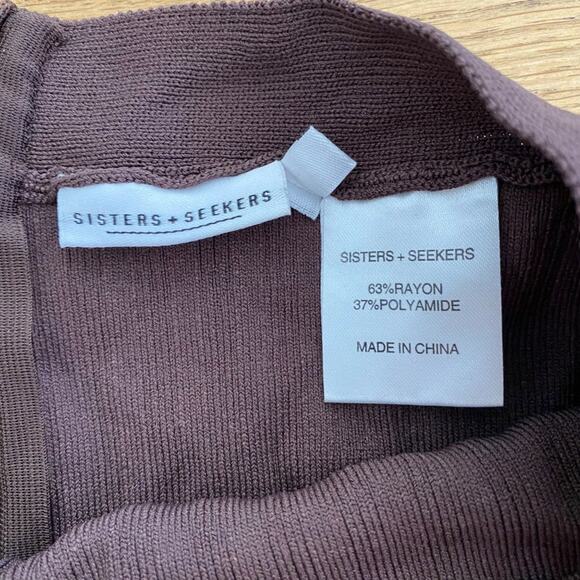 SISTERS + SEEKERS
SISTERS + SEEKERS
63%RAYON
37%POLYAMIDE
MADE IN CHINA